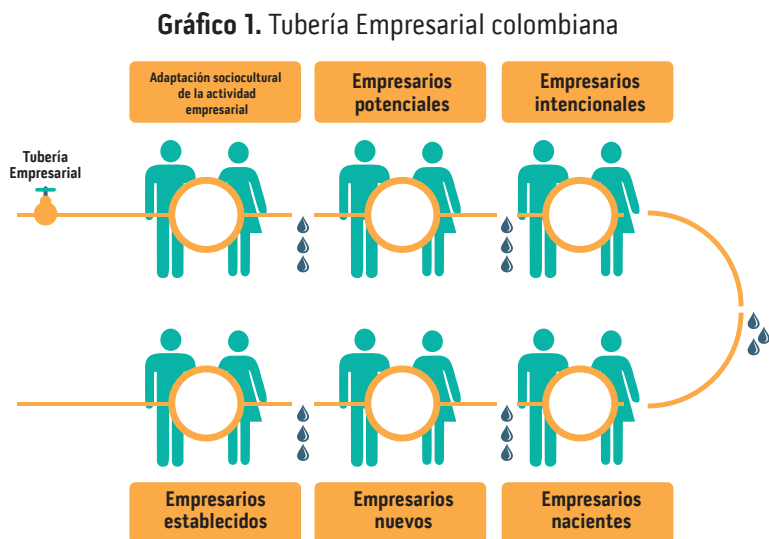 Gráfico 1. Tubería Empresarial colombiana
Adaptación sociocultural
de la actividad
empresarial
Empresarios
potenciales
Empresarios
intencionales
Tubería
Empresarial
Empresarios
establecidos
Empresarios
nuevos
Empresarios
nacientes